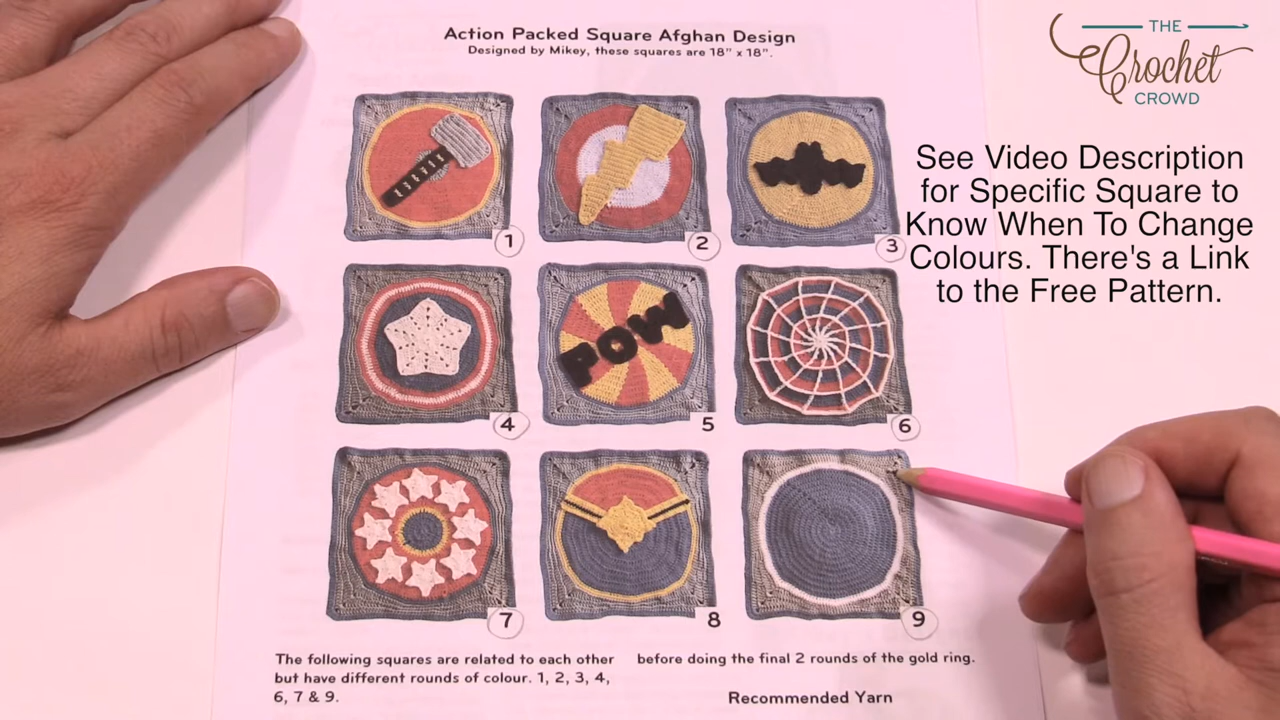 Action Packed Square Afghan Design
Designed by Mikey, these squares are 18" x 18".
THE
Crochet
CROWD
See Video Description
for Specific Square to
Know When To Change
Colours. There's a Link
to the Free Pattern.
1
2
3
4
POW
5
6
7
8
9
The following squares are related to each other
but have different rounds of colour. 1, 2, 3, 4,
6, 7 & 9.
before doing the final 2 rounds of the gold ring.
Recommended Yarn